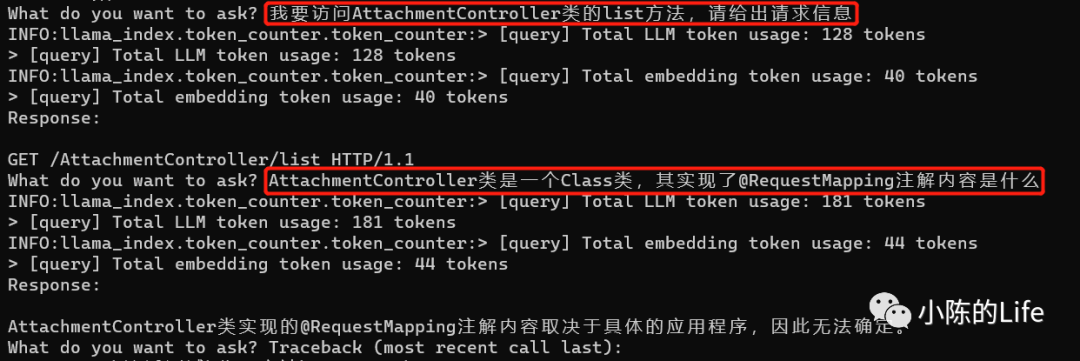 What do you want to ask? 我要访问AttachmentController类的list方法，请给出请求信息
INFO:llama_index.token_counter.token_counter:> [query] Total LLM token usage: 128 tokens
> [query] Total LLM token usage: 128 tokens
INFO:llama_index.token_counter.token_counter:> [query] Total embedding token usage: 40 tokens
> [query] Total embedding token usage: 40 tokens
Response:
GET /AttachmentController/list HTTP/1.1
What do you want to ask? AttachmentController类是一个Class类，其实现了@RequestMapping注解内容是什么
INFO:llama_index.token_counter.token_counter:> [query] Total LLM token usage: 181 tokens
> [query] Total LLM token usage: 181 tokens
INFO:llama_index.token_counter.token_counter:> [query] Total embedding token usage: 44 tokens
> [query] Total embedding token usage: 44 tokens
Response:
小陈的Life
AttachmentController类实现的@RequestMapping注解内容取决于具体的应用程序，因此无法确定。
What do you want to ask? Traceback (most recent call last):